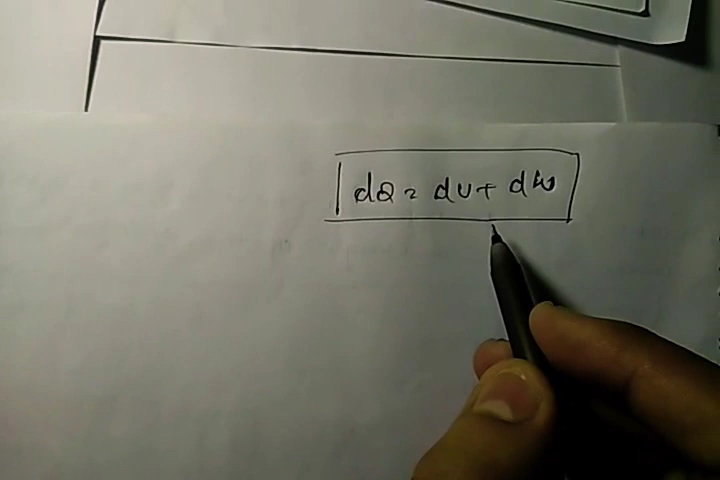 dQ = dU + dW